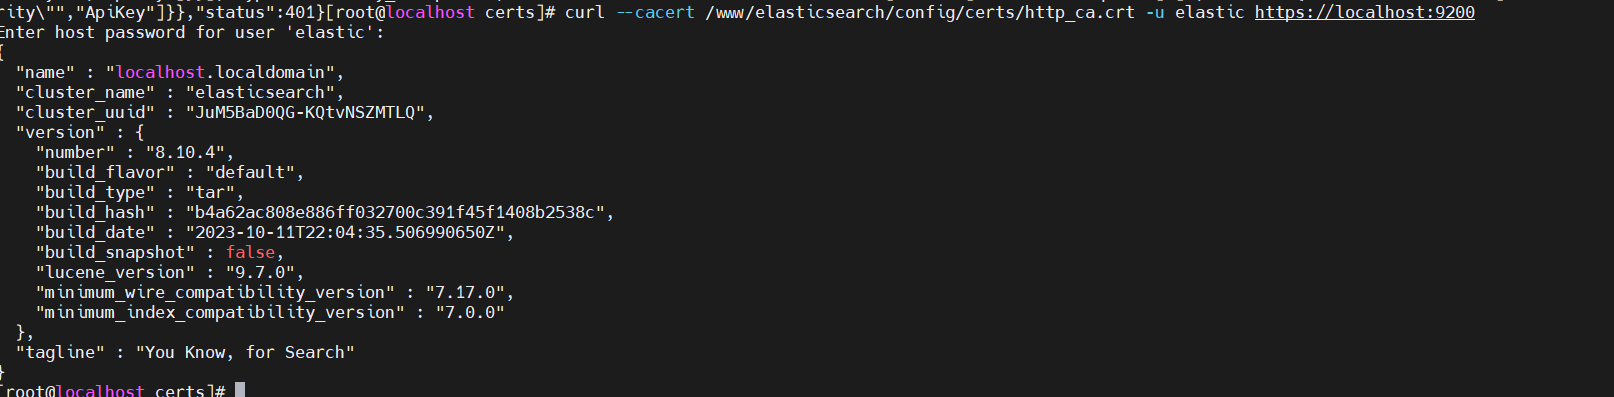 rity\"","ApiKey"]}},"status":401}[root@localhost certs]# curl --cacert /www/elasticsearch/config/certs/http_ca.crt -u elastic https://localhost:9200
Enter host password for user 'elastic':
{
  "name" : "localhost.localdomain",
  "cluster_name" : "elasticsearch",
  "cluster_uuid" : "JuM5BaD0QG-KQtvNSZMTLQ",
  "version" : {
    "number" : "8.10.4",
    "build_flavor" : "default",
    "build_type" : "tar",
    "build_hash" : "b4a62ac808e886ff032700c391f45f1408b2538c",
    "build_date" : "2023-10-11T22:04:35.506990650Z",
    "build_snapshot" : false,
    "lucene_version" : "9.7.0",
    "minimum_wire_compatibility_version" : "7.17.0",
    "minimum_index_compatibility_version" : "7.0.0"
  },
  "tagline" : "You Know, for Search"
}
[root@localhost certs]#